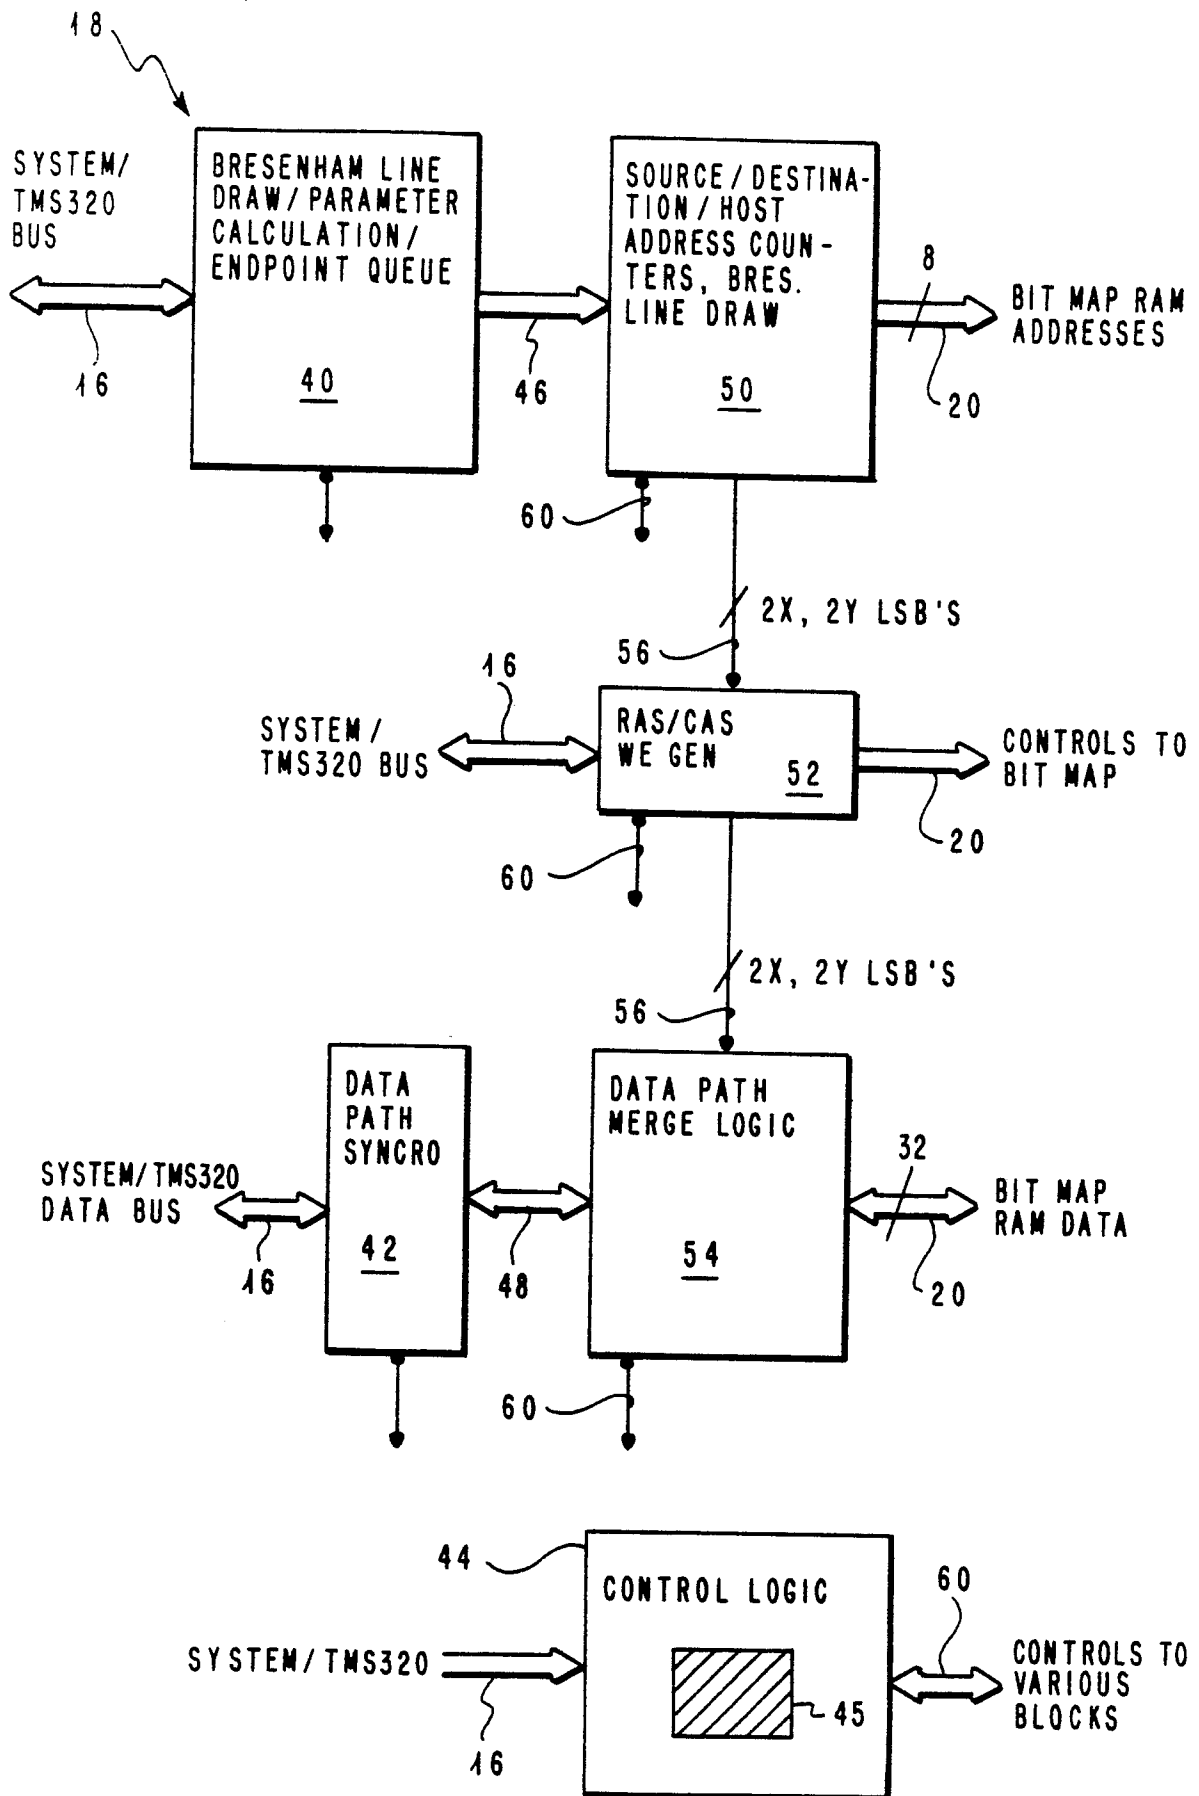 18
SYSTEM/
TMS320
BUS
16
BRESENHAM LINE
DRAW/PARAMETER
CALCULATION/
ENDPOINT QUEUE
40
46
SOURCE/DESTINA-
TION/HOST
ADDRESS COUN-
TERS, BRES.
LINE DRAW
50
8
BIT MAP RAM
ADDRESSES
20
60
2X, 2Y LSB'S
56
16
SYSTEM/
TMS320 BUS
RAS/CAS
WE GEN
52
CONTROLS TO
BIT MAP
20
60
2X, 2Y LSB'S
56
DATA
PATH
SYNCRO
42
SYSTEM/TMS320
DATA BUS
16
48
DATA PATH
MERGE LOGIC
54
32
BIT MAP
RAM DATA
20
60
44
CONTROL LOGIC
45
SYSTEM/TMS320
16
60
CONTROLS TO
VARIOUS
BLOCKS